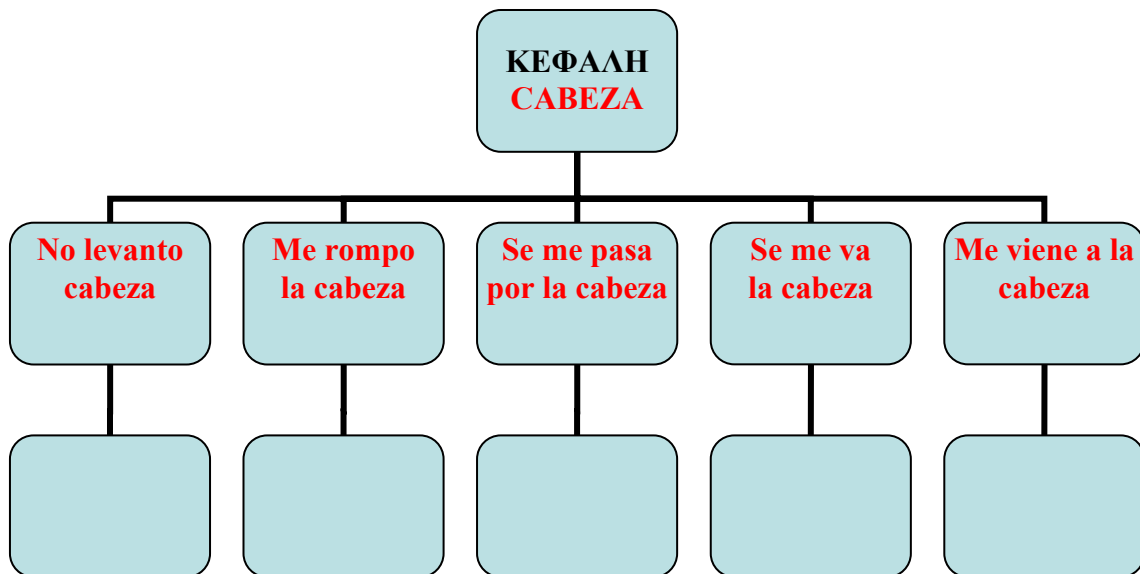 ΚΕΦΑΛΗ
CABEZA
No levanto
cabeza
Me rompo
la cabeza
Se me pasa
por la cabeza
Se me va
la cabeza
Me viene a la
cabeza